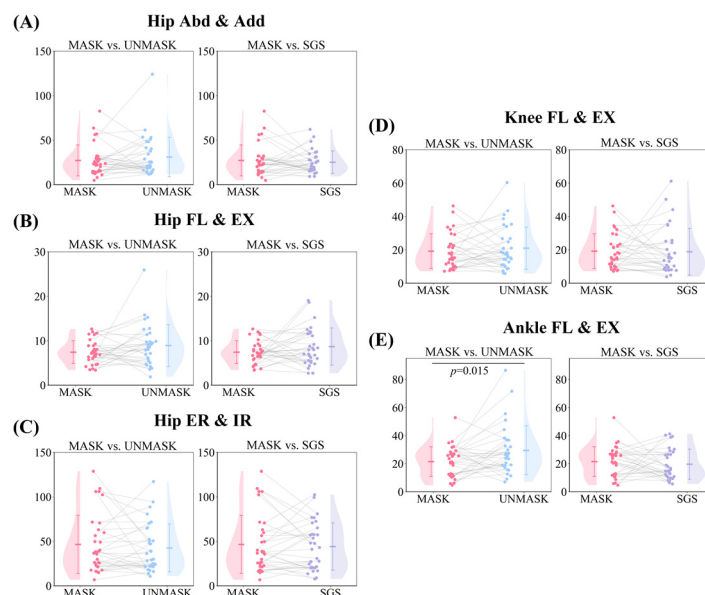 (A)
Hip Abd & Add
MASK vs. UNMASK
MASK vs. SGS
150
100
50
0
MASK
UNMASK
150
100
50
0
MASK
SGS
(B)
Hip FL & EX
MASK vs. UNMASK
MASK vs. SGS
30
20
10
0
MASK
UNMASK
30
20
10
0
MASK
SGS
(C)
Hip ER & IR
MASK vs. UNMASK
MASK vs. SGS
150
100
50
0
MASK
UNMASK
150
100
50
0
MASK
SGS
(D)
Knee FL & EX
MASK vs. UNMASK
MASK vs. SGS
80
60
40
20
0
MASK
UNMASK
80
60
40
20
0
MASK
SGS
(E)
Ankle FL & EX
MASK vs. UNMASK
MASK vs. SGS
p=0.015
80
60
40
20
0
MASK
UNMASK
80
60
40
20
0
MASK
SGS